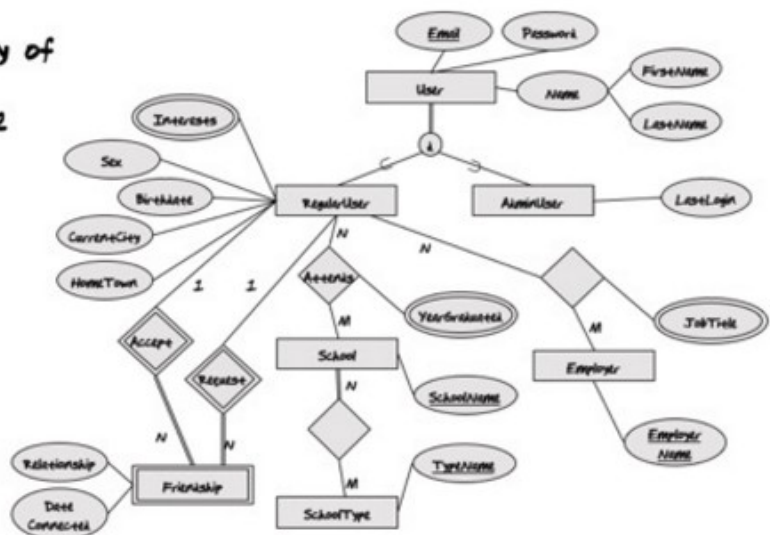 y of
Email
Password
User
Name
FirstName
LastName
Interests
d
Sex
Birthdate
RegularUser
AdminUser
LastLogin
CurrentCity
HomeTown
1
1
N
N
Attends
YearGraduated
M
M
JobTitle
Accept
Request
School
Employer
N
SchoolName
N
N
Employer
Name
Relationship
M
TypeName
Friendship
Date
Connected
SchoolType